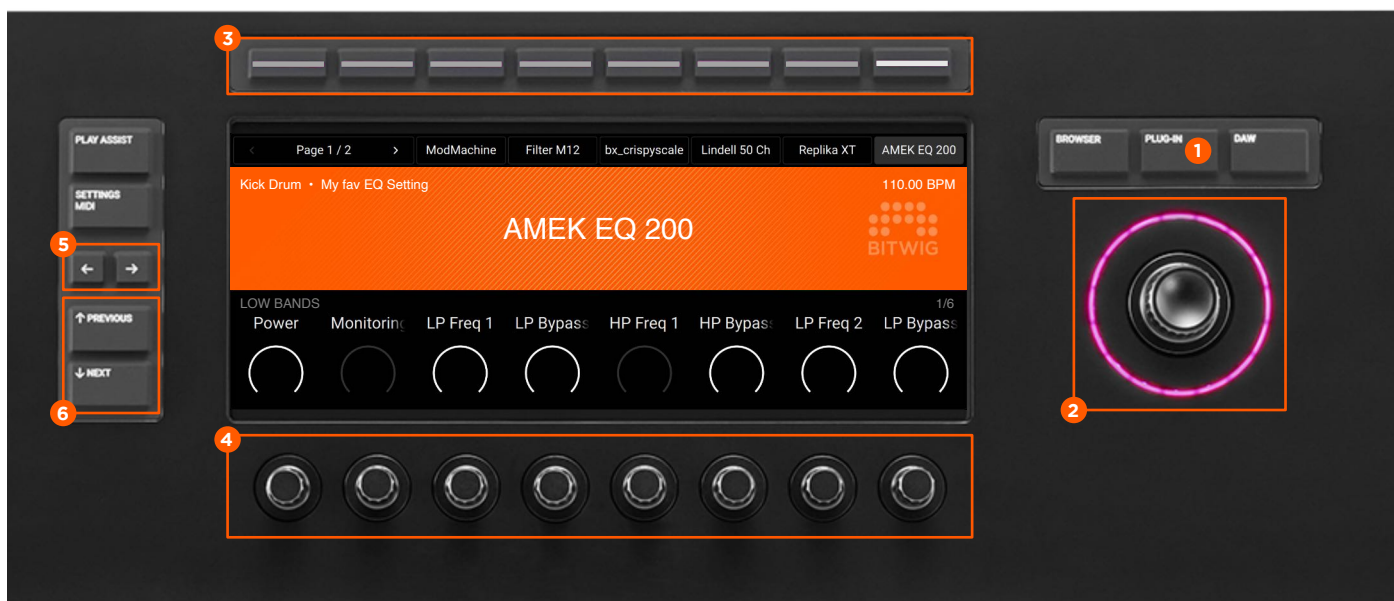 3
PLAY ASSIST
SETTINGS
MIDI
5
← →
↑ PREVIOUS
↓ NEXT
6
< Page 1 / 2 > ModMachine Filter M12 bx_crispyscale Lindell 50 Ch Replika XT AMEK EQ 200
Kick Drum • My fav EQ Setting 110.00 BPM
AMEK EQ 200
BITWIG
LOW BANDS 1/6
Power Monitoring LP Freq 1 LP Bypass HP Freq 1 HP Bypass LP Freq 2 LP Bypass
4
BROWSER PLUG-IN 1 DAW
2